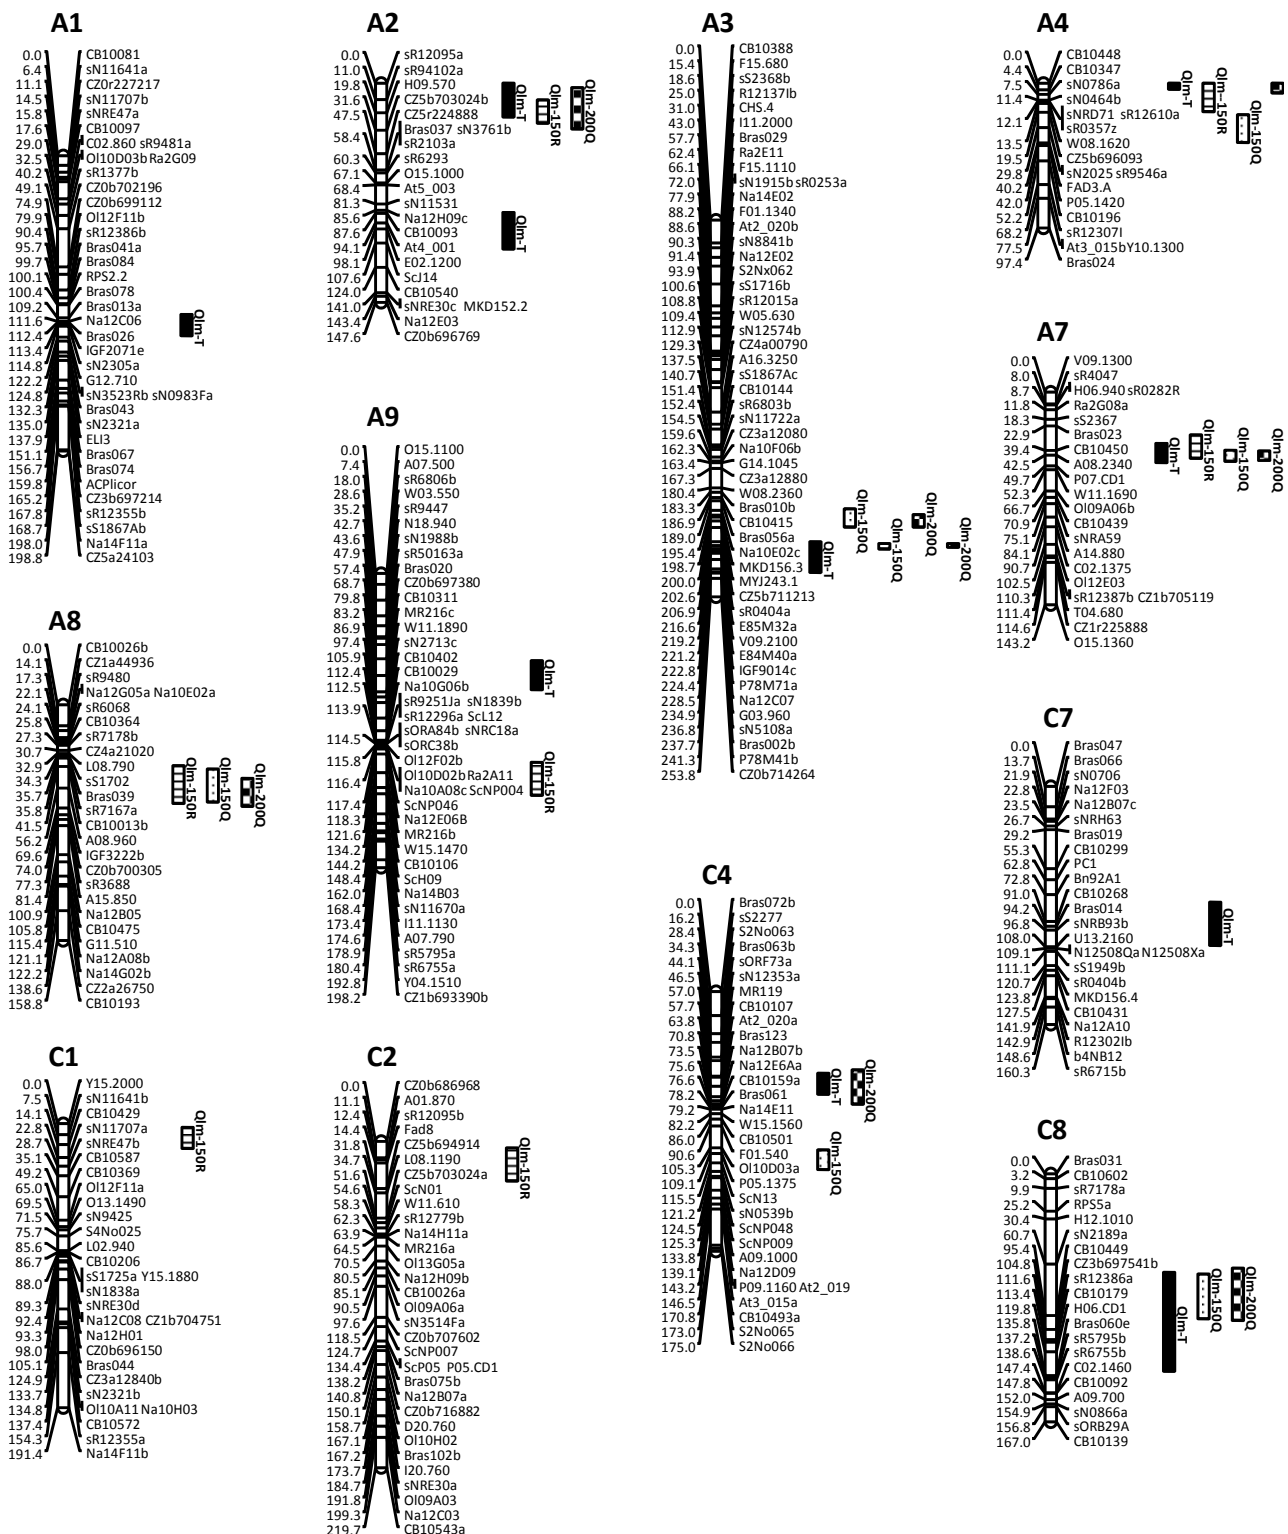 A1
0.0 CB10081
6.4 sN11641a
11.1 CZ0r227217
14.5 sN11707b
15.8 sNRE47a
17.6 CB10097
29.0 C02.860 sR9481a
32.5 Ol10D03b Ra2G09
40.2 sR1377b
49.1 CZ0b702196
74.9 CZ0b699112
79.9 Ol12F11b
90.4 sR12386b
95.7 Bras041a
99.7 Bras084
100.1 RPS2.2
100.4 Bras078
109.2 Bras013a
111.6 Na12C06
112.4 Bras026
113.4 IGF2071e
114.8 sN2305a
122.2 G12.710
124.8 sN3523Rb sN0983Fa
132.3 Bras043
135.0 sN2321a
137.9 ELI3
151.1 Bras067
156.7 Bras074
159.8 ACPlicor
165.2 CZ3b697214
167.8 sR12355b
168.7 sS1867Ab
198.0 Na14F11a
198.8 CZ5a24103
Qlm-T
A2
0.0 sR12095a
11.0 sR94102a
19.8 H09.570
31.6 CZ5b703024b
47.5 CZ5r224888
58.4 Bras037 sN3761b
sR2103a
60.3 sR6293
67.1 O15.1000
68.4 At5_003
81.3 sN11531
85.6 Na12H09c
87.6 CB10093
94.1 At4_001
98.1 E02.1200
107.6 ScJ14
124.0 CB10540
141.0 sNRE30c MKD152.2
143.4 Na12E03
147.6 CZ0b696769
Qlm-T
Qlm-150R
Qlm-200Q
Qlm-T
A3
0.0 CB10388
15.4 F15.680
18.6 sS2368b
25.0 R12137Ib
31.0 CHS.4
43.0 I11.2000
57.7 Bras029
62.4 Ra2E11
66.1 F15.1110
72.0 sN1915b sR0253a
77.9 Na14E02
88.2 F01.1340
88.6 At2_020b
90.3 sN8841b
91.4 Na12E02
93.9 S2Nx062
100.6 sS1716b
108.8 sR12015a
109.4 W05.630
112.9 sN12574b
129.3 CZ4a00790
137.5 A16.3250
140.7 sS1867Ac
151.4 CB10144
152.4 sR6803b
154.5 sN11722a
159.6 CZ3a12080
162.3 Na10F06b
163.4 G14.1045
167.3 CZ3a12880
180.4 W08.2360
183.3 Bras010b
186.9 CB10415
189.0 Bras056a
195.4 Na10E02c
198.7 MKD156.3
200.0 MYJ243.1
202.6 CZ5b711213
206.9 sR0404a
216.6 E85M32a
219.2 V09.2100
221.2 E84M40a
222.8 IGF9014c
224.4 P78M71a
228.5 Na12C07
234.9 G03.960
236.8 sN5108a
237.7 Bras002b
241.3 P78M41b
253.8 CZ0b714264
Qlm-T
Qlm-150Q
Qlm-150Q
Qlm-200Q
Qlm-200Q
A4
0.0 CB10448
4.4 CB10347
7.5 sN0786a
11.4 sN0464b
12.1 sNRD71 sR12610a
sR0357z
13.5 W08.1620
19.5 CZ5b696093
29.8 sN2025 sR9546a
40.2 FAD3.A
42.0 P05.1420
52.2 CB10196
68.2 sR12307I
77.5 At3_015b Y10.1300
97.4 Bras024
Qlm-T
Qlm-150R
Qlm-150Q
A7
0.0 V09.1300
8.0 sR4047
8.7 H06.940 sR0282R
11.8 Ra2G08a
18.3 sS2367
22.9 Bras023
39.4 CB10450
42.5 A08.2340
49.7 P07.CD1
52.3 W11.1690
66.7 Ol09A06b
70.9 CB10439
75.1 sNRA59
84.1 A14.880
90.7 C02.1375
102.5 Ol12E03
110.3 sR12387b CZ1b705119
111.4 T04.680
114.6 CZ1r225888
143.2 O15.1360
Qlm-T
Qlm-150R
Qlm-150Q
Qlm-200Q
A8
0.0 CB10026b
14.1 CZ1a44936
17.3 sR9480
22.1 Na12G05a Na10E02a
24.1 sR6068
25.8 CB10364
27.3 sR7178b
30.7 CZ4a21020
32.9 L08.790
34.3 sS1702
35.7 Bras039
35.8 sR7167a
41.5 CB10013b
56.2 A08.960
69.6 IGF3222b
74.0 CZ0b700305
77.3 sR3688
81.4 A15.850
100.9 Na12B05
105.8 CB10475
115.4 G11.510
121.1 Na12A08b
122.2 Na14G02b
138.6 CZ2a26750
158.8 CB10193
Qlm-150R
Qlm-150Q
Qlm-200Q
A9
0.0 O15.1100
7.4 A07.500
18.0 sR6806b
28.6 W03.550
35.2 sR9447
42.7 N18.940
43.6 sN1988b
47.9 sR50163a
57.4 Bras020
68.7 CZ0b697380
79.8 CB10311
83.2 MR216c
86.9 W11.1890
97.4 sN2713c
105.9 CB10402
112.4 CB10029
112.5 Na10G06b
113.9 sR9251Ja sN1839b
sR12296a ScL12
114.5 sORA84b sNRC18a
sORC38b
115.8 Ol12F02b
116.4 Ol10D02b Ra2A11
Na10A08c ScNP004
117.4 ScNP046
118.3 Na12E06B
121.6 MR216b
134.2 W15.1470
144.2 CB10106
148.4 ScH09
162.0 Na14B03
168.4 sN11670a
173.4 I11.1130
174.6 A07.790
178.9 sR5795a
180.4 sR6755a
192.8 Y04.1510
198.2 CZ1b693390b
Qlm-T
Qlm-150R
C7
0.0 Bras047
13.7 Bras066
21.9 sN0706
22.8 Na12F03
23.5 Na12B07c
26.7 sNRH63
29.2 Bras019
55.3 CB10299
62.8 PC1
72.8 Bn92A1
91.0 CB10268
94.2 Bras014
96.8 sNRB93b
108.0 U13.2160
109.1 N12508Qa N12508Xa
111.1 sS1949b
120.7 sR0404b
123.8 MKD156.4
127.5 CB10431
141.9 Na12A10
142.9 R12302Ib
148.6 b4NB12
160.3 sR6715b
Qlm-T
C4
0.0 Bras072b
16.2 sS2277
28.4 S2No063
34.3 Bras063b
44.1 sORF73a
46.5 sN12353a
57.0 MR119
57.7 CB10107
63.8 At2_020a
70.8 Bras123
73.5 Na12B07b
75.6 Na12E6Aa
76.6 CB10159a
78.2 Bras061
79.2 Na14E11
82.2 W15.1560
86.0 CB10501
90.6 F01.540
105.3 Ol10D03a
109.1 P05.1375
115.5 ScN13
121.2 sN0539b
124.5 ScNP048
125.3 ScNP009
133.8 A09.1000
139.1 Na12D09
143.2 P09.1160 At2_019
146.5 At3_015a
170.8 CB10493a
173.0 S2No065
175.0 S2No066
Qlm-T
Qlm-200Q
Qlm-150Q
C1
0.0 Y15.2000
7.5 sN11641b
14.1 CB10429
22.8 sN11707a
28.7 sNRE47b
35.1 CB10587
49.2 CB10369
65.0 Ol12F11a
69.5 O13.1490
71.5 sN9425
75.7 S4No025
85.6 L02.940
86.7 CB10206
88.0 sS1725a Y15.1880
sN1838a
89.3 sNRE30d
92.4 Na12C08 CZ1b704751
93.3 Na12H01
98.0 CZ0b696150
105.1 Bras044
124.9 CZ3a12840b
133.7 sN2321b
134.8 Ol10A11 Na10H03
137.4 CB10572
154.3 sR12355a
191.4 Na14F11b
Qlm-150R
C2
0.0 CZ0b686968
11.1 A01.870
12.4 sR12095b
14.4 Fad8
31.8 CZ5b694914
34.7 L08.1190
51.6 CZ5b703024a
54.6 ScN01
58.3 W11.610
62.3 sR12779b
63.9 Na14H11a
64.5 MR216a
70.5 Ol13G05a
80.5 Na12H09b
85.1 CB10026a
90.5 Ol09A06a
97.6 sN3514Fa
118.5 CZ0b707602
124.7 ScNP007
134.4 ScP05 P05.CD1
138.2 Bras075b
140.8 Na12B07a
150.1 CZ0b716882
158.7 D20.760
167.1 Ol10H02
167.2 Bras102b
173.7 I20.760
184.7 sNRE30a
191.8 Ol09A03
199.3 Na12C03
219.7 CB10543a
Qlm-150R
C8
0.0 Bras031
3.2 CB10602
9.9 sR7178a
25.2 RPS5a
30.4 H12.1010
60.7 sN2189a
95.4 CB10449
104.8 CZ3b697541b
111.6 sR12386a
113.4 CB10179
119.8 H06.CD1
135.8 Bras060e
137.2 sR5795b
138.6 sR6755b
147.4 C02.1460
147.8 CB10092
152.0 A09.700
154.9 sN0866a
156.8 sORB29A
167.0 CB10139
Qlm-T
Qlm-150Q
Qlm-200Q